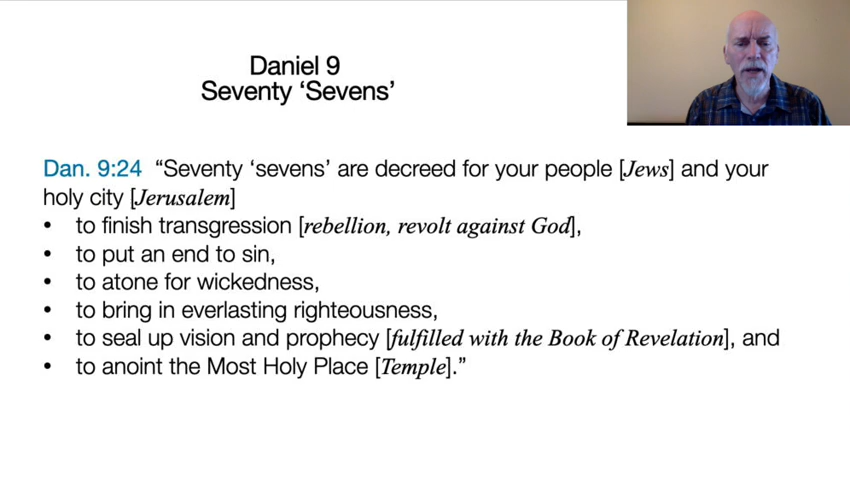 Daniel 9
Seventy ‘Sevens’
Dan. 9:24 “Seventy ‘sevens’ are decreed for your people [Jews] and your
holy city [Jerusalem]
• to finish transgression [rebellion, revolt against God],
• to put an end to sin,
• to atone for wickedness,
• to bring in everlasting righteousness,
• to seal up vision and prophecy [fulfilled with the Book of Revelation], and
• to anoint the Most Holy Place [Temple].”